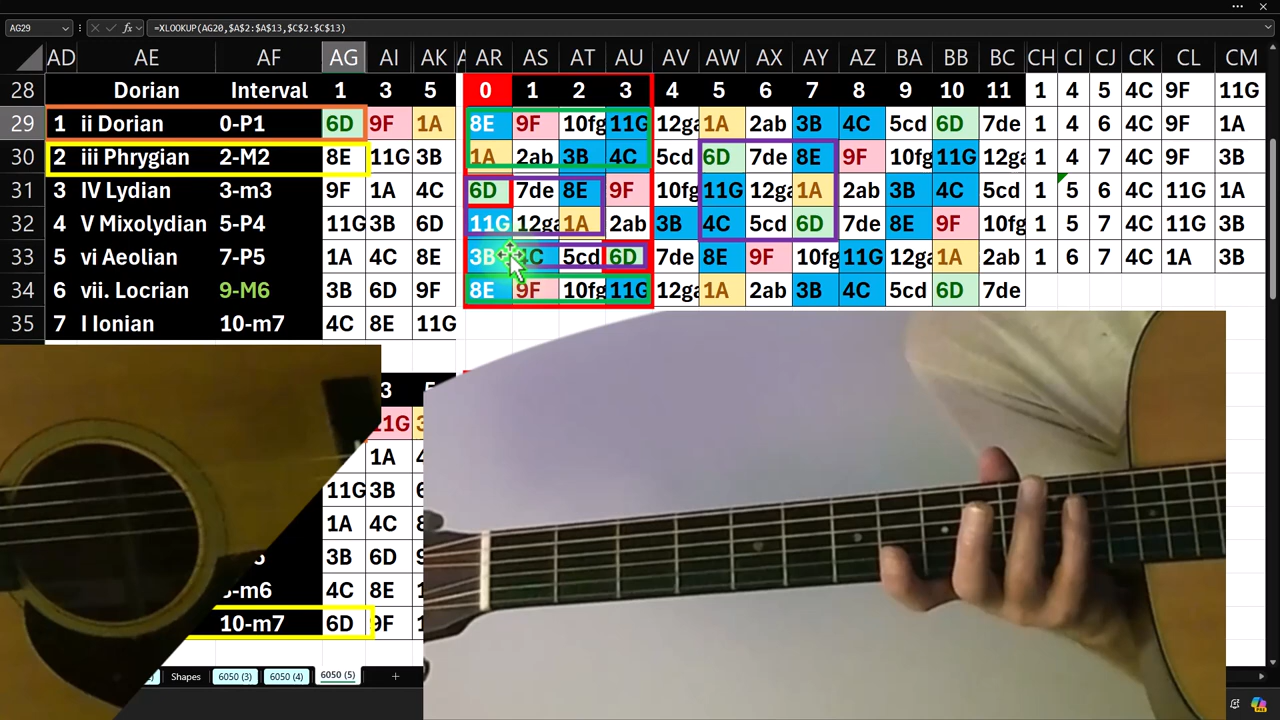 AG29 fx =XLOOKUP(AG20,$A$2:$A$13,$C$2:$C$13)
AD AE AF AG AI AK A AR AS AT AU AV AW AX AY AZ BA BB BC CH CI CJ CK CL CM
28 Dorian Interval 1 3 5 0 1 2 3 4 5 6 7 8 9 10 11 1 4 5 4C 9F 11G
29 1 ii Dorian 0-P1 6D 9F 1A 8E 9F 10fg 11G 12ga 1A 2ab 3B 4C 5cd 6D 7de 1 4 6 4C 9F 1A
30 2 iii Phrygian 2-M2 8E 11G 3B 1A 2ab 3B 4C 5cd 6D 7de 8E 9F 10fg 11G 12ga 1 4 7 4C 9F 3B
31 3 IV Lydian 3-m3 9F 1A 4C 6D 7de 8E 9F 10fg 11G 12ga 1A 2ab 3B 4C 5cd 1 5 6 4C 11G 1A
32 4 V Mixolydian 5-P4 11G 3B 6D 11G 12ga 1A 2ab 3B 4C 5cd 6D 7de 8E 9F 10fg 1 5 7 4C 11G 3B
33 5 vi Aeolian 7-P5 1A 4C 8E 3B 4C 5cd 6D 7de 8E 9F 10fg 11G 12ga 1A 2ab 1 6 7 4C 1A 3B
34 6 vii. Locrian 9-M6 3B 6D 9F 8E 9F 10fg 11G 12ga 1A 2ab 3B 4C 5cd 6D 7de
35 7 I Ionian 10-m7 4C 8E 11G
3
11G
1A
11G 3B
1A 4C
3B 6D
-m6 4C 8E
10-m7 6D 9F
Shapes 6050 (3) 6050 (4) 6050 (5) +